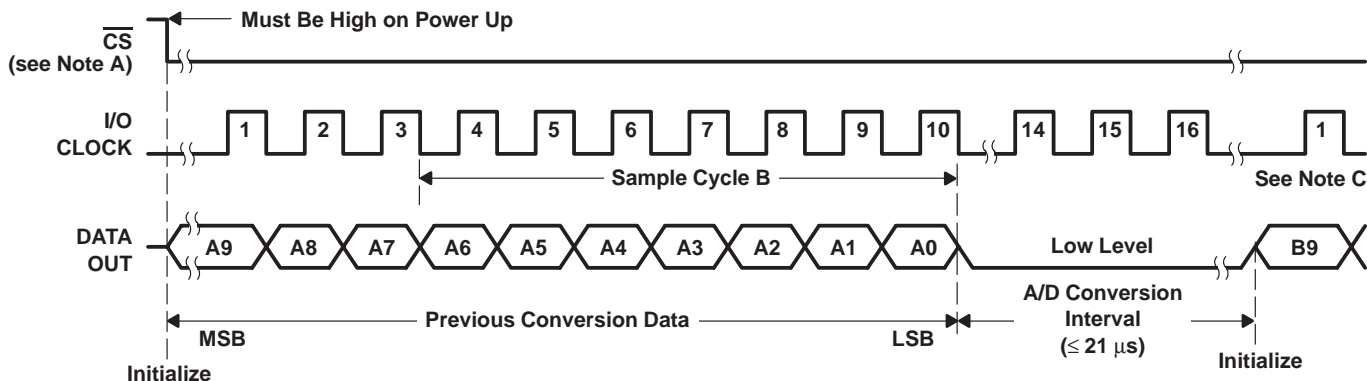 Must Be High on Power Up
CS
(see Note A)
I/O
CLOCK
1 2 3 4 5 6 7 8 9 10 14 15 16 1
Sample Cycle B
See Note C
DATA
OUT
A9 A8 A7 A6 A5 A4 A3 A2 A1 A0 Low Level B9
A/D Conversion
Interval
(≤ 21 μs)
Previous Conversion Data
MSB LSB
Initialize
Initialize